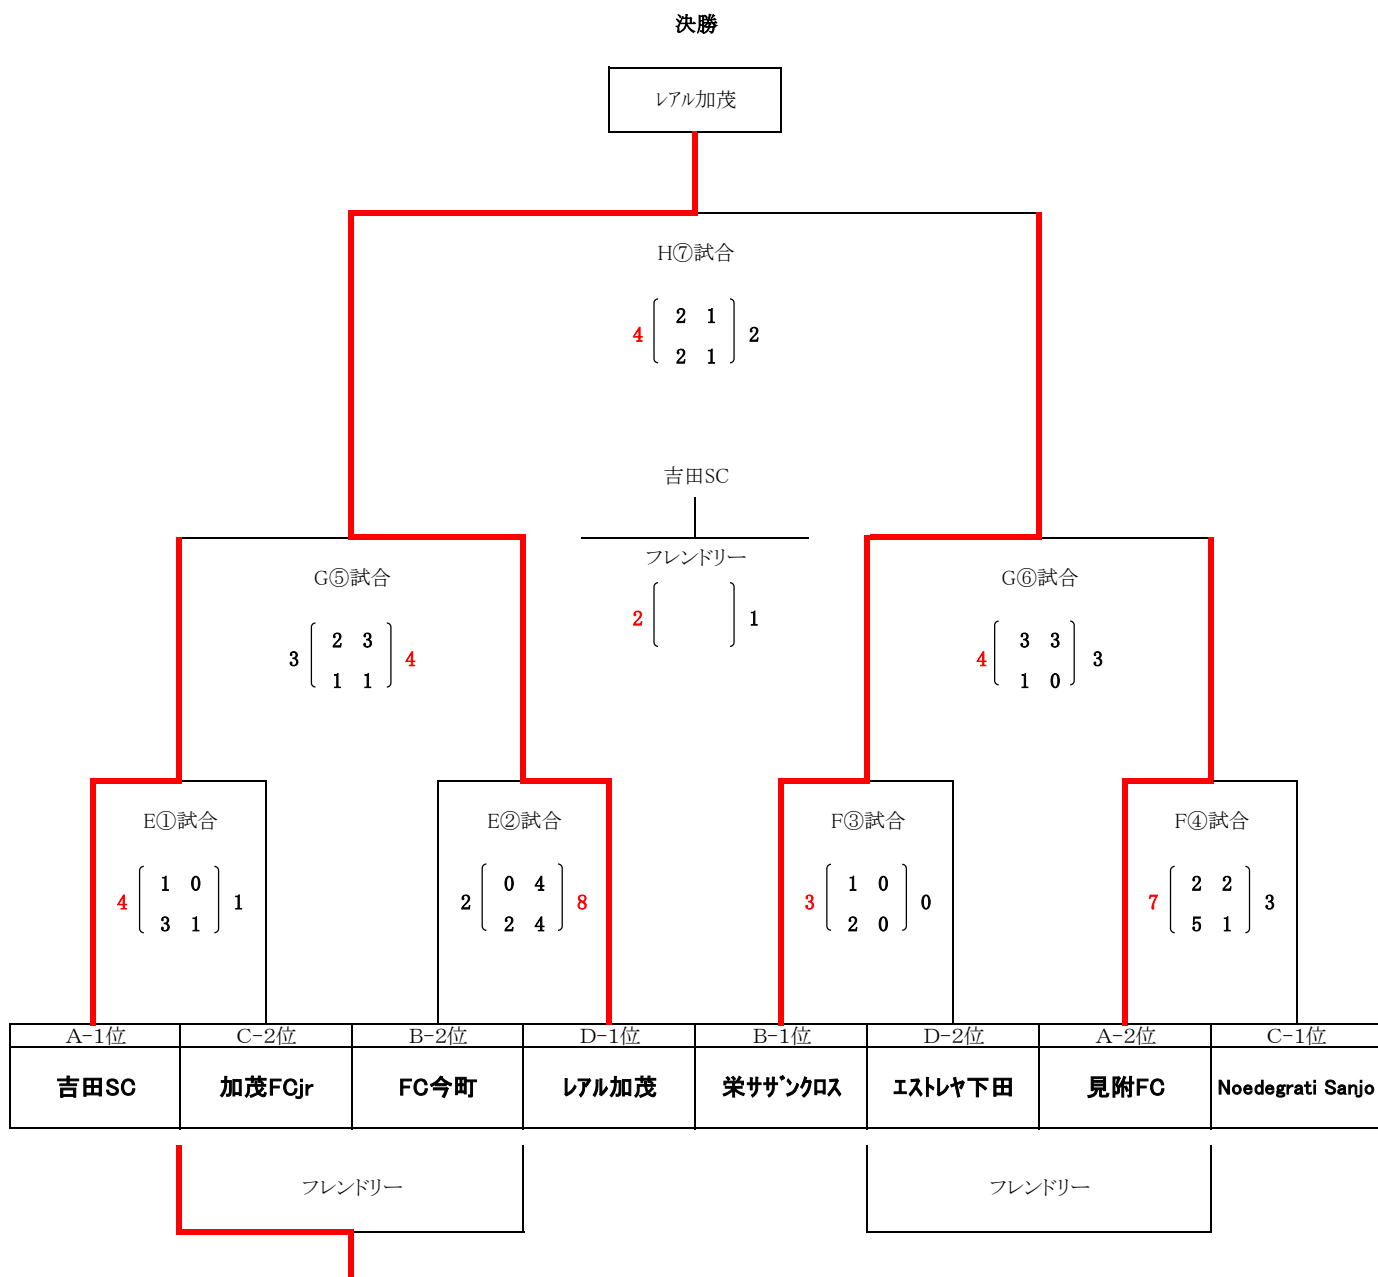 決勝
レアル加茂
H⑦試合
2 1
4 2
2 1
吉田SC
フレンドリー
2 1
G⑤試合 G⑥試合
2 3 3 3
3 4 4 3
1 1 1 0
E①試合 E②試合 F③試合 F④試合
1 0 0 4 1 0 2 2
4 1 2 8 3 0 7 3
3 1 2 4 2 0 5 1
A-1位 C-2位 B-2位 D-1位 B-1位 D-2位 A-2位 C-1位
吉田SC 加茂FCjr FC今町 レアル加茂 栄サザンクロス エストレヤ下田 見附FC Noedegrati Sanjo
フレンドリー フレンドリー